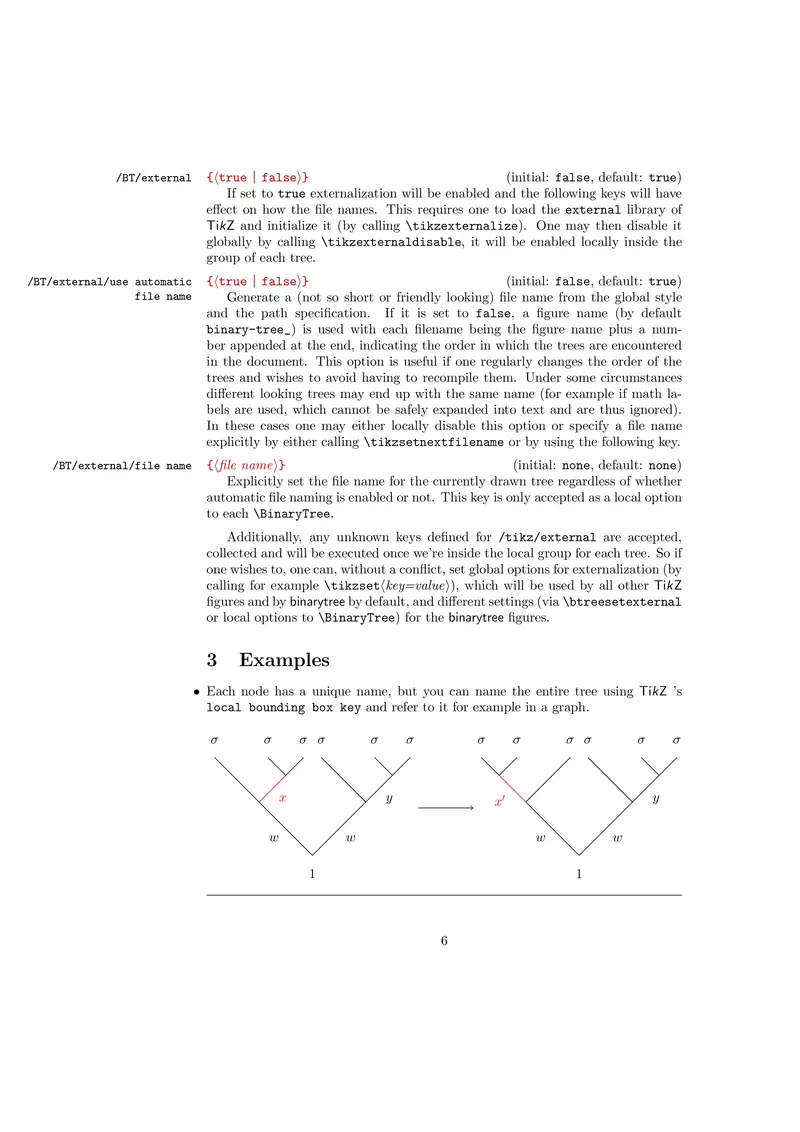 /BT/external {⟨true | false⟩} (initial: false, default: true)
If set to true externalization will be enabled and the following keys will have
effect on how the file names. This requires one to load the external library of
TikZ and initialize it (by calling \tikzexternalize). One may then disable it
globally by calling \tikzexternaldisable, it will be enabled locally inside the
group of each tree.
/BT/external/use automatic {⟨true | false⟩} (initial: false, default: true)
file name Generate a (not so short or friendly looking) file name from the global style
and the path specification. If it is set to false, a figure name (by default
binary-tree_) is used with each filename being the figure name plus a num-
ber appended at the end, indicating the order in which the trees are encountered
in the document. This option is useful if one regularly changes the order of the
trees and wishes to avoid having to recompile them. Under some circumstances
different looking trees may end up with the same name (for example if math la-
bels are used, which cannot be safely expanded into text and are thus ignored).
In these cases one may either locally disable this option or specify a file name
explicitly by either calling \tikzsetnextfilename or by using the following key.
/BT/external/file name {⟨file name⟩} (initial: none, default: none)
Explicitly set the file name for the currently drawn tree regardless of whether
automatic file naming is enabled or not. This key is only accepted as a local option
to each \BinaryTree.
Additionally, any unknown keys defined for /tikz/external are accepted,
collected and will be executed once we're inside the local group for each tree. So if
one wishes to, one can, without a conflict, set global options for externalization (by
calling for example \tikzset⟨key=value⟩), which will be used by all other TikZ
figures and by binarytree by default, and different settings (via \btreesetexternal
or local options to \BinaryTree) for the binarytree figures.
3 Examples
• Each node has a unique name, but you can name the entire tree using TikZ 's
local bounding box key and refer to it for example in a graph.
σ σ σ σ σ σ σ σ σ σ σ σ
x y x′ y
w w w w
1 1
6